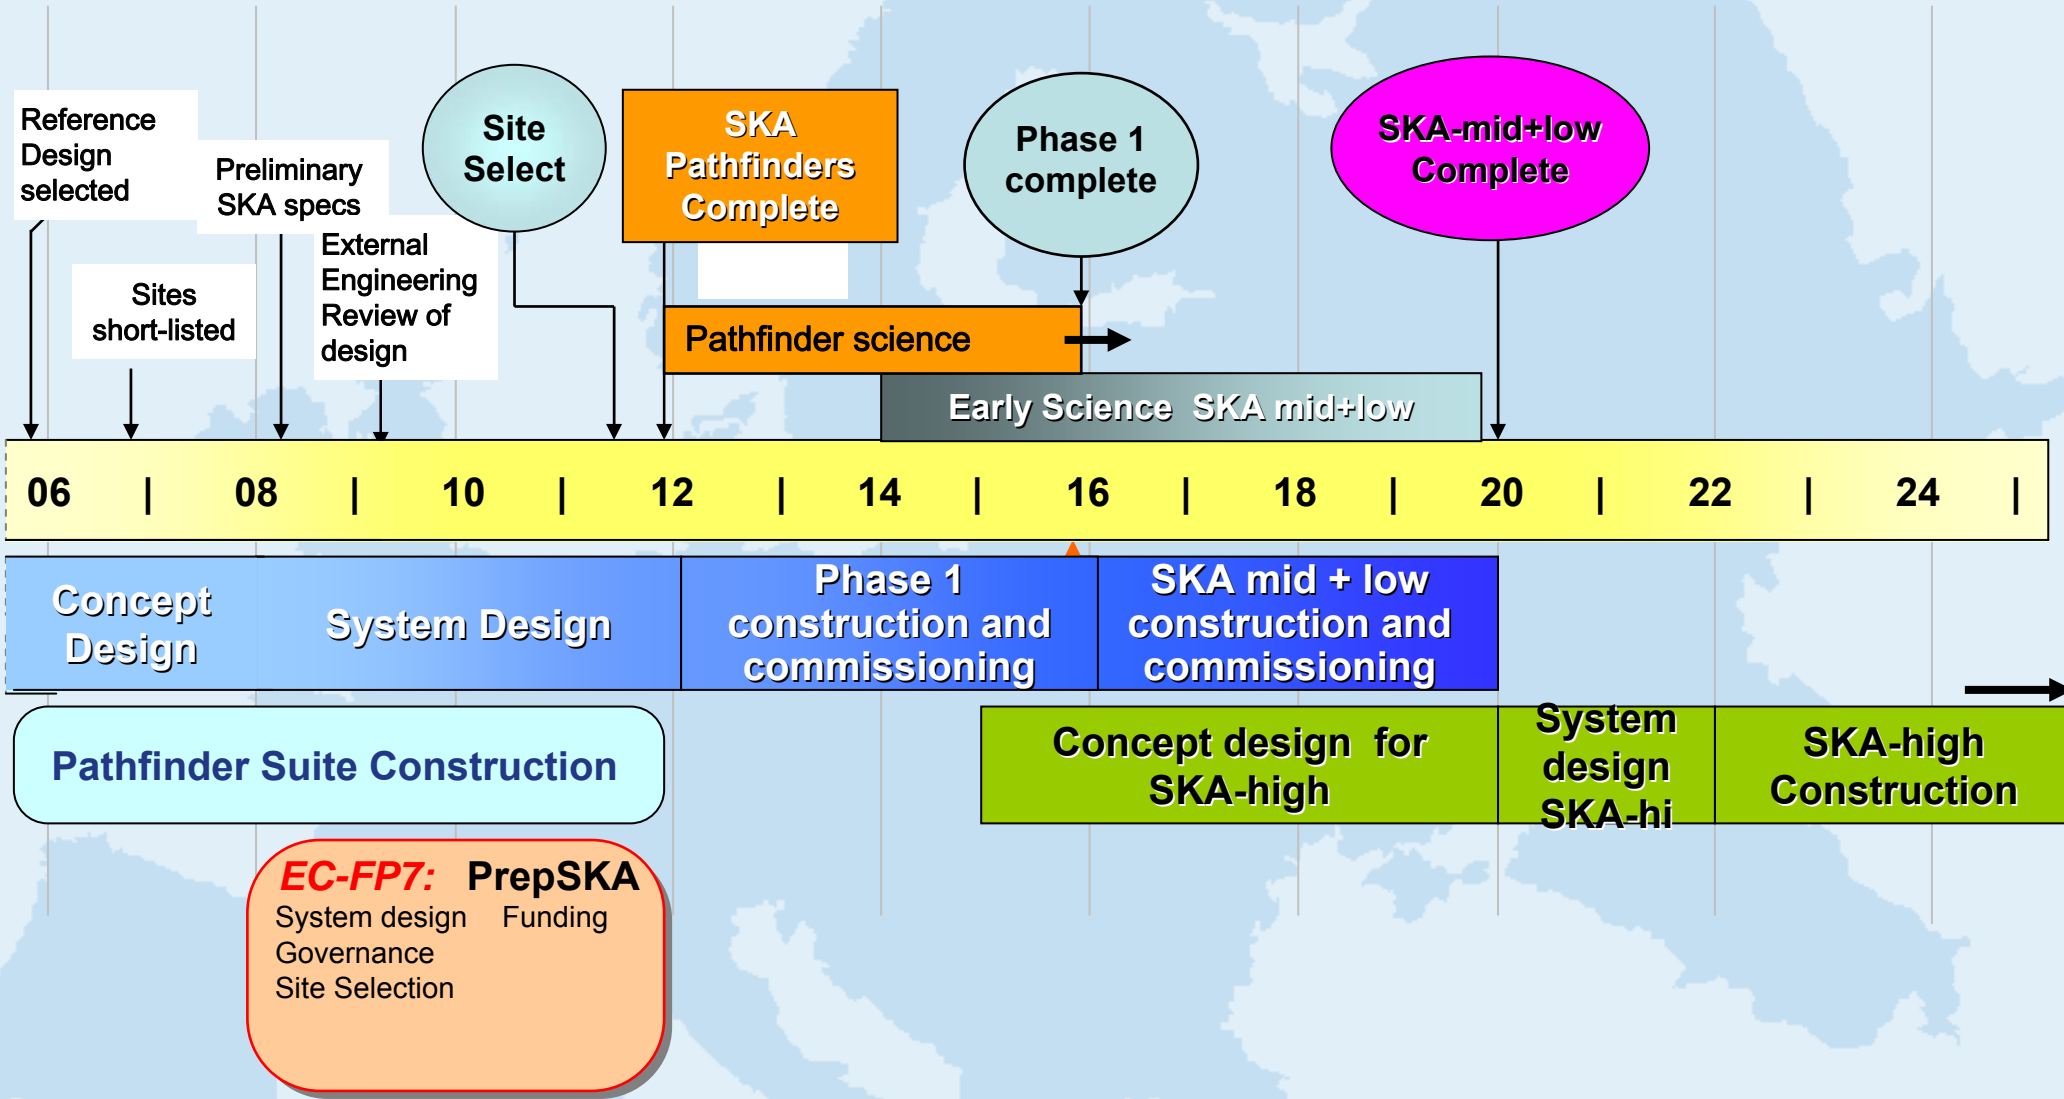 Reference
Design
selected
Preliminary
SKA specs
Sites
short-listed
External
Engineering
Review of
design
Site
Select
SKA
Pathfinders
Complete
Phase 1
complete
SKA-mid+low
Complete
Pathfinder science
Early Science SKA mid+low
06 | 08 | 10 | 12 | 14 | 16 | 18 | 20 | 22 | 24 |
Concept
Design
System Design
Phase 1
construction and
commissioning
SKA mid + low
construction and
commissioning
Pathfinder Suite Construction
Concept design for
SKA-high
System
design
SKA-hi
SKA-high
Construction
EC-FP7: PrepSKA
System design Funding
Governance
Site Selection